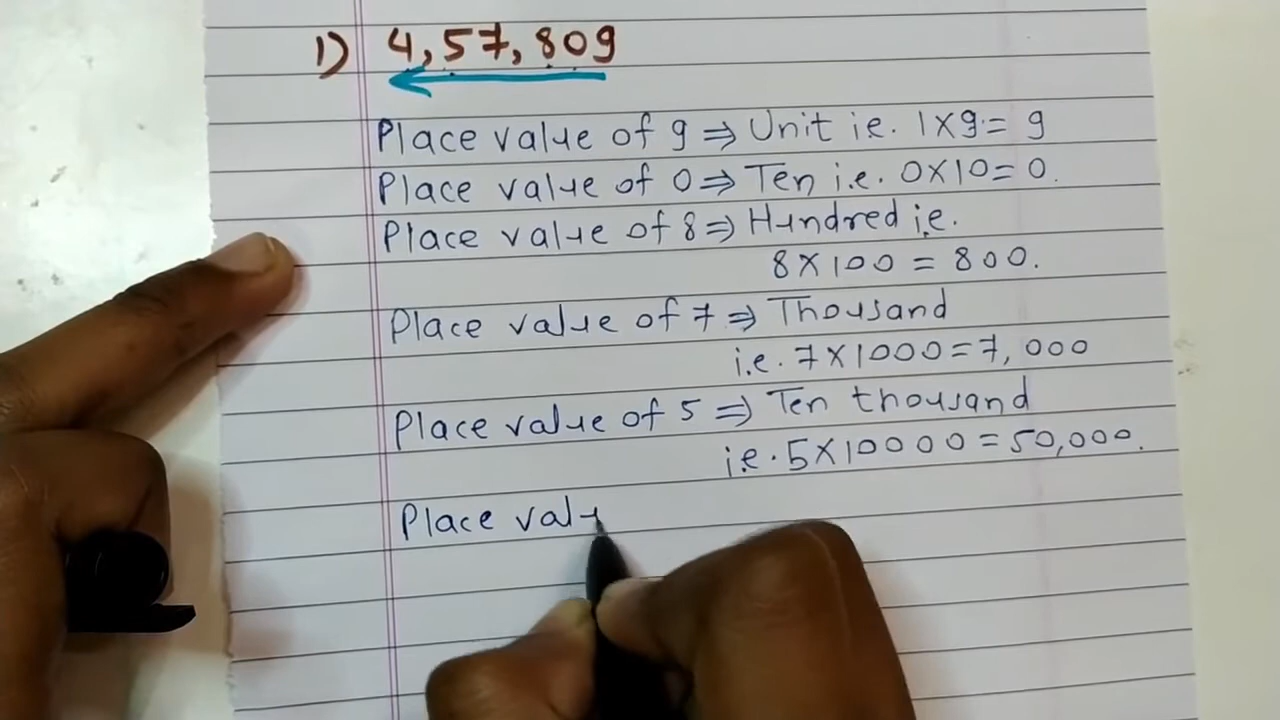 1) 4,57,809
Place value of 9 ⇒ Unit i.e. 1×9 = 9
Place value of 0 ⇒ Ten i.e. 0×10 = 0.
Place value of 8 ⇒ Hundred i.e.
8×100 = 800.
Place value of 7 ⇒ Thousand
i.e. 7×1000 = 7,000
Place value of 5 ⇒ Ten thousand
i.e. 5×10000 = 50,000.
Place valu